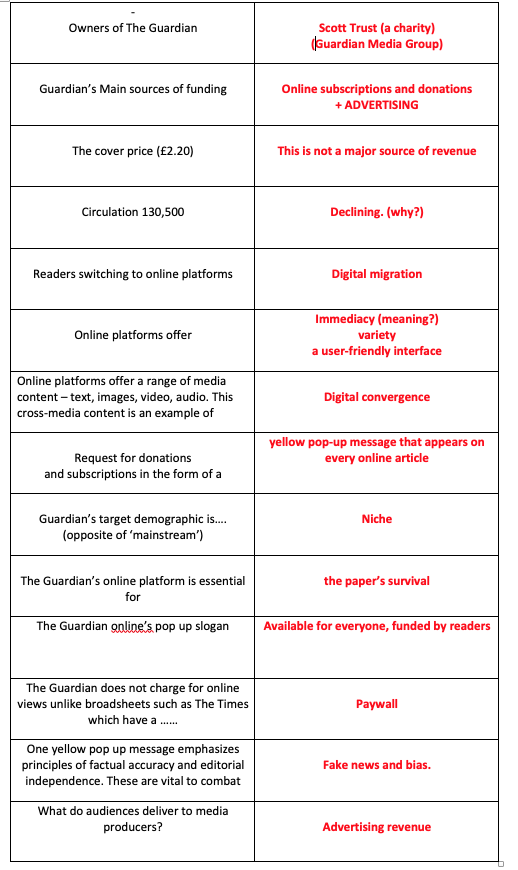 -
Owners of The Guardian
Scott Trust (a charity)
(Guardian Media Group)
Guardian's Main sources of funding
Online subscriptions and donations
+ ADVERTISING
The cover price (£2.20)
This is not a major source of revenue
Circulation 130,500
Declining. (why?)
Readers switching to online platforms
Digital migration
Online platforms offer
Immediacy (meaning?)
variety
a user-friendly interface
Online platforms offer a range of media
content – text, images, video, audio. This
cross-media content is an example of
Digital convergence
Request for donations
and subscriptions in the form of a
yellow pop-up message that appears on
every online article
Guardian's target demographic is....
(opposite of 'mainstream')
Niche
The Guardian's online platform is essential
for
the paper's survival
The Guardian online's pop up slogan
Available for everyone, funded by readers
The Guardian does not charge for online
views unlike broadsheets such as The Times
which have a ......
Paywall
One yellow pop up message emphasizes
principles of factual accuracy and editorial
independence. These are vital to combat
Fake news and bias.
What do audiences deliver to media
producers?
Advertising revenue